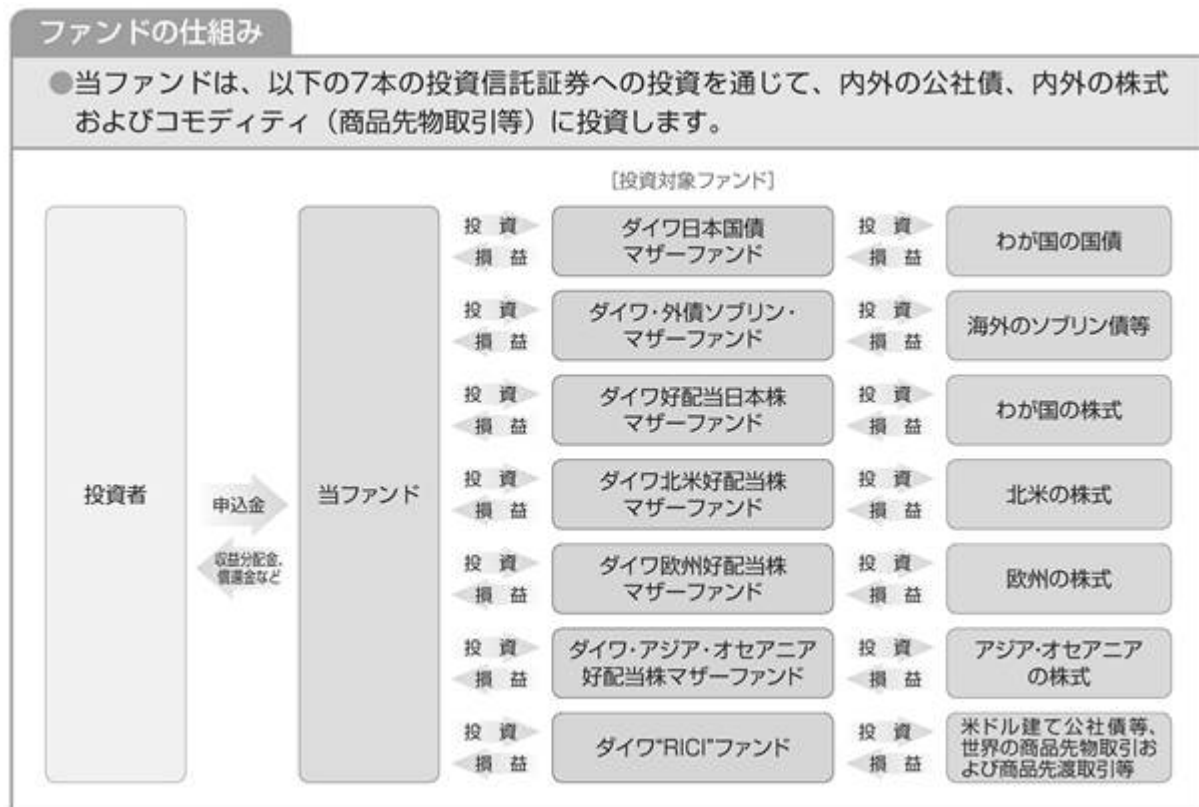 ファンドの仕組み
●当ファンドは、以下の7本の投資信託証券への投資を通じて、内外の公社債、内外の株式
およびコモディティ（商品先物取引等）に投資します。
[投資対象ファンド]
投資者
申込金
収益分配金、
償還金など
当ファンド
投 資
損 益
ダイワ日本国債
マザーファンド
投 資
損 益
わが国の国債
投 資
損 益
ダイワ・外債ソブリン・
マザーファンド
投 資
損 益
海外のソブリン債等
投 資
損 益
ダイワ好配当日本株
マザーファンド
投 資
損 益
わが国の株式
投 資
損 益
ダイワ北米好配当株
マザーファンド
投 資
損 益
北米の株式
投 資
損 益
ダイワ欧州好配当株
マザーファンド
投 資
損 益
欧州の株式
投 資
損 益
ダイワ・アジア・オセアニア
好配当株マザーファンド
投 資
損 益
アジア・オセアニア
の株式
投 資
損 益
ダイワ"RICI"ファンド
投 資
損 益
米ドル建て公社債等、
世界の商品先物取引お
よび商品先渡取引等